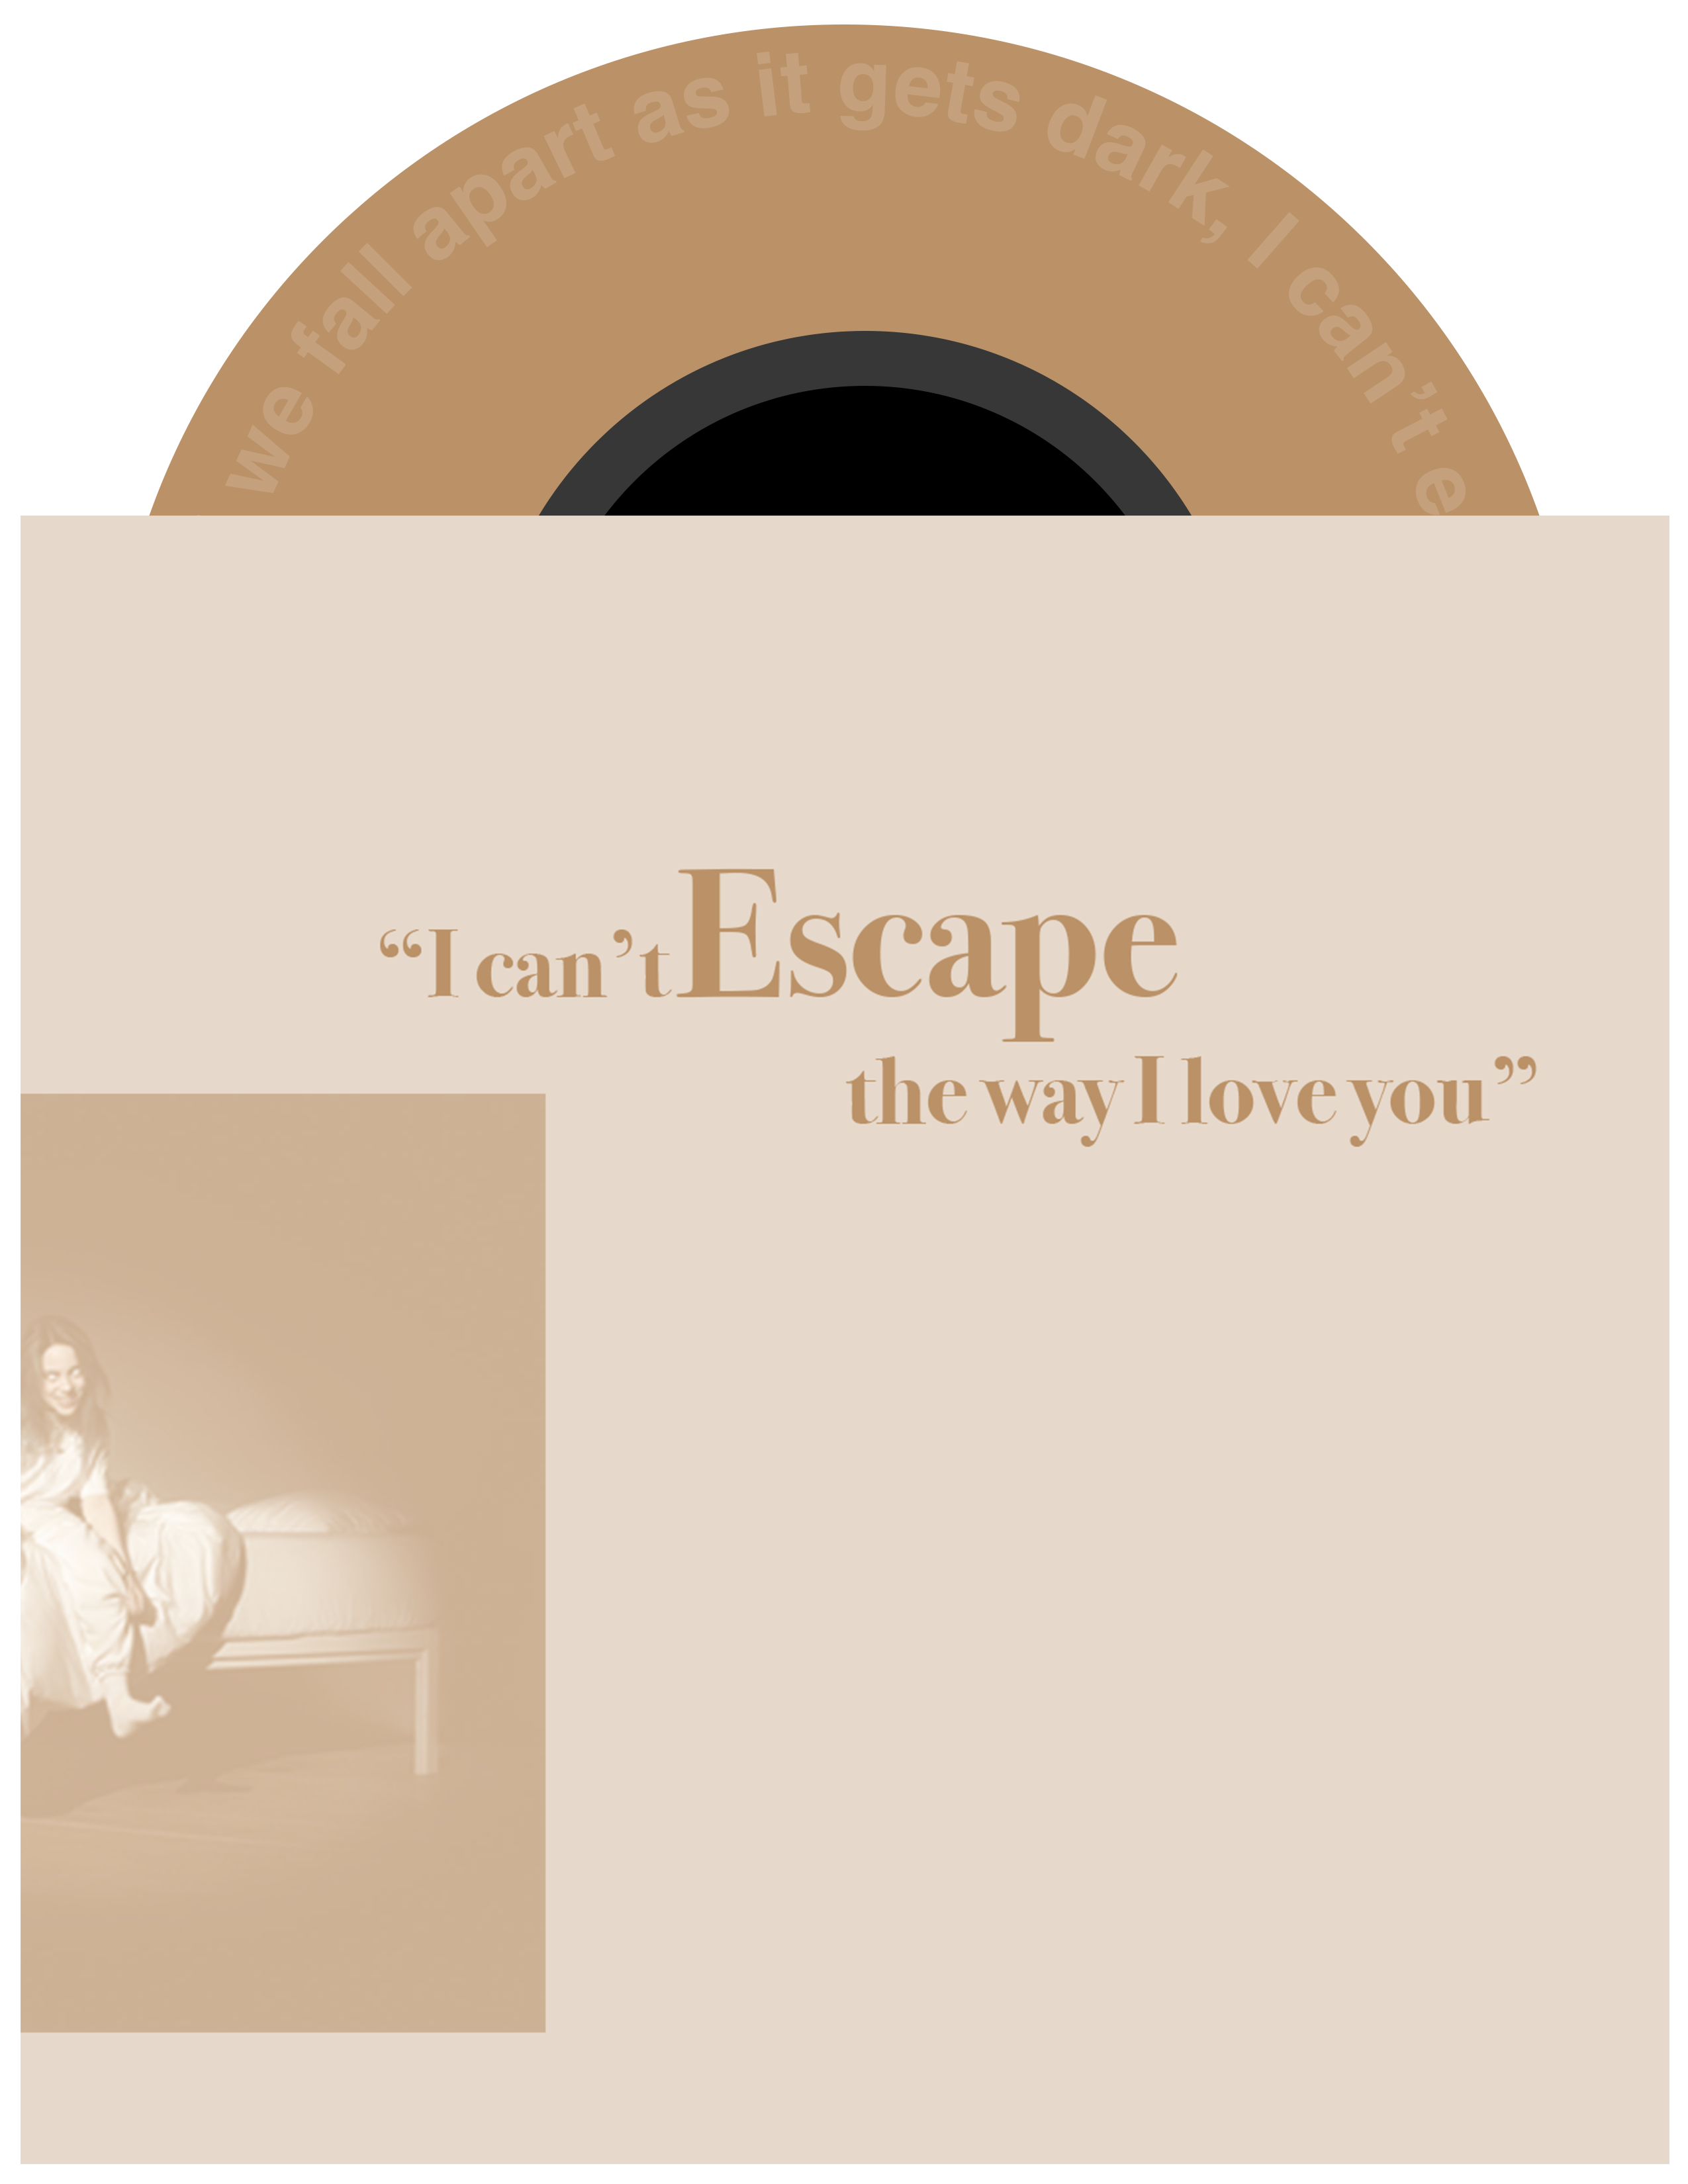 we fall apart as it gets dark, I can't e
“I can’t Escape
the way I love you”